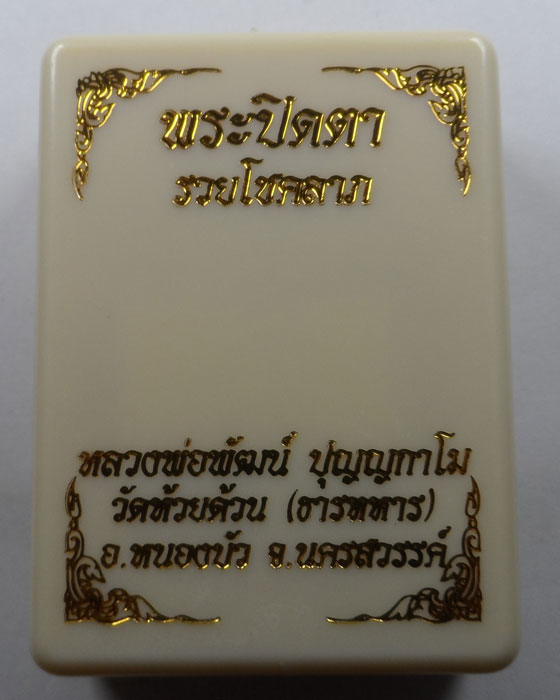 พระปิดตา
รวยโชคลาภ
หลวงพ่อพัฒน์ ปุญญกาโม
วัดห้วยด้วน (ธารทหาร)
อ.หนองบัว จ.นครสวรรค์